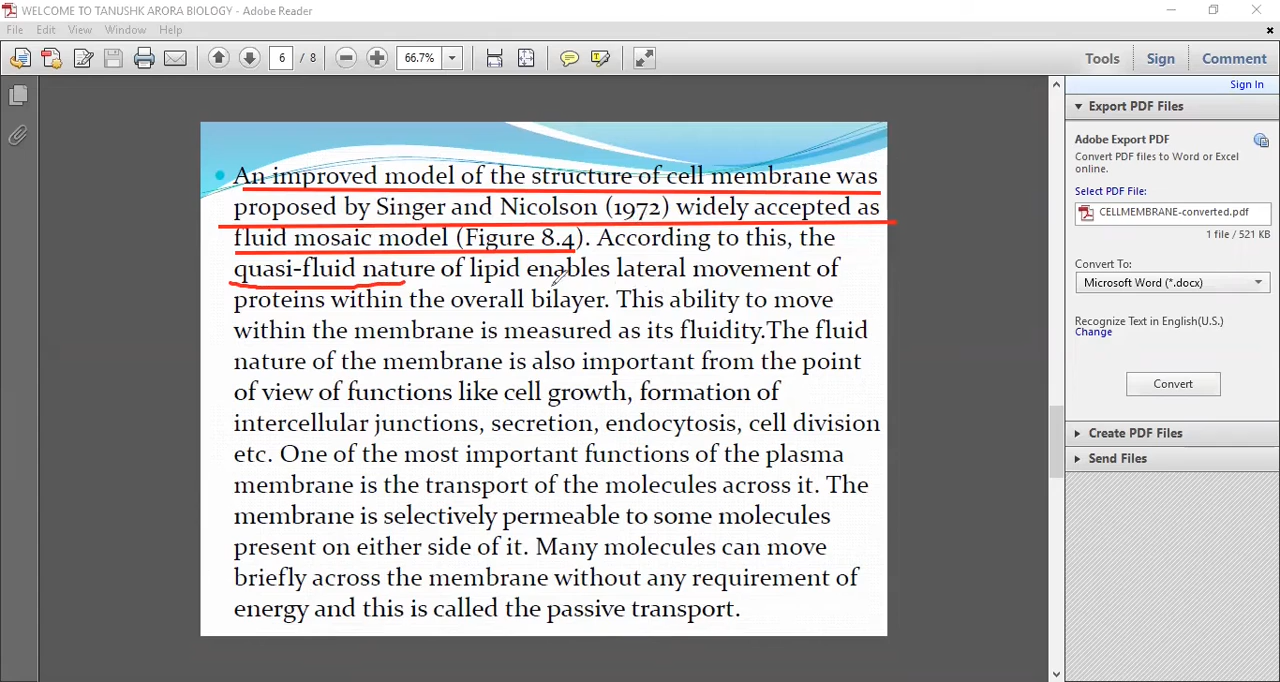 WELCOME TO TANUSHK ARORA BIOLOGY - Adobe Reader
File Edit View Window Help
6 / 8 66.7% Tools Sign Comment
Sign In
Export PDF Files
Adobe Export PDF
Convert PDF files to Word or Excel
online.
Select PDF File:
CELLMEMBRANE-converted.pdf
1 file / 521 KB
Convert To:
Microsoft Word (*.docx)
Recognize Text in English(U.S.)
Change
Convert
Create PDF Files
Send Files
An improved model of the structure of cell membrane was
proposed by Singer and Nicolson (1972) widely accepted as
fluid mosaic model (Figure 8.4). According to this, the
quasi-fluid nature of lipid enables lateral movement of
proteins within the overall bilayer. This ability to move
within the membrane is measured as its fluidity.The fluid
nature of the membrane is also important from the point
of view of functions like cell growth, formation of
intercellular junctions, secretion, endocytosis, cell division
etc. One of the most important functions of the plasma
membrane is the transport of the molecules across it. The
membrane is selectively permeable to some molecules
present on either side of it. Many molecules can move
briefly across the membrane without any requirement of
energy and this is called the passive transport.